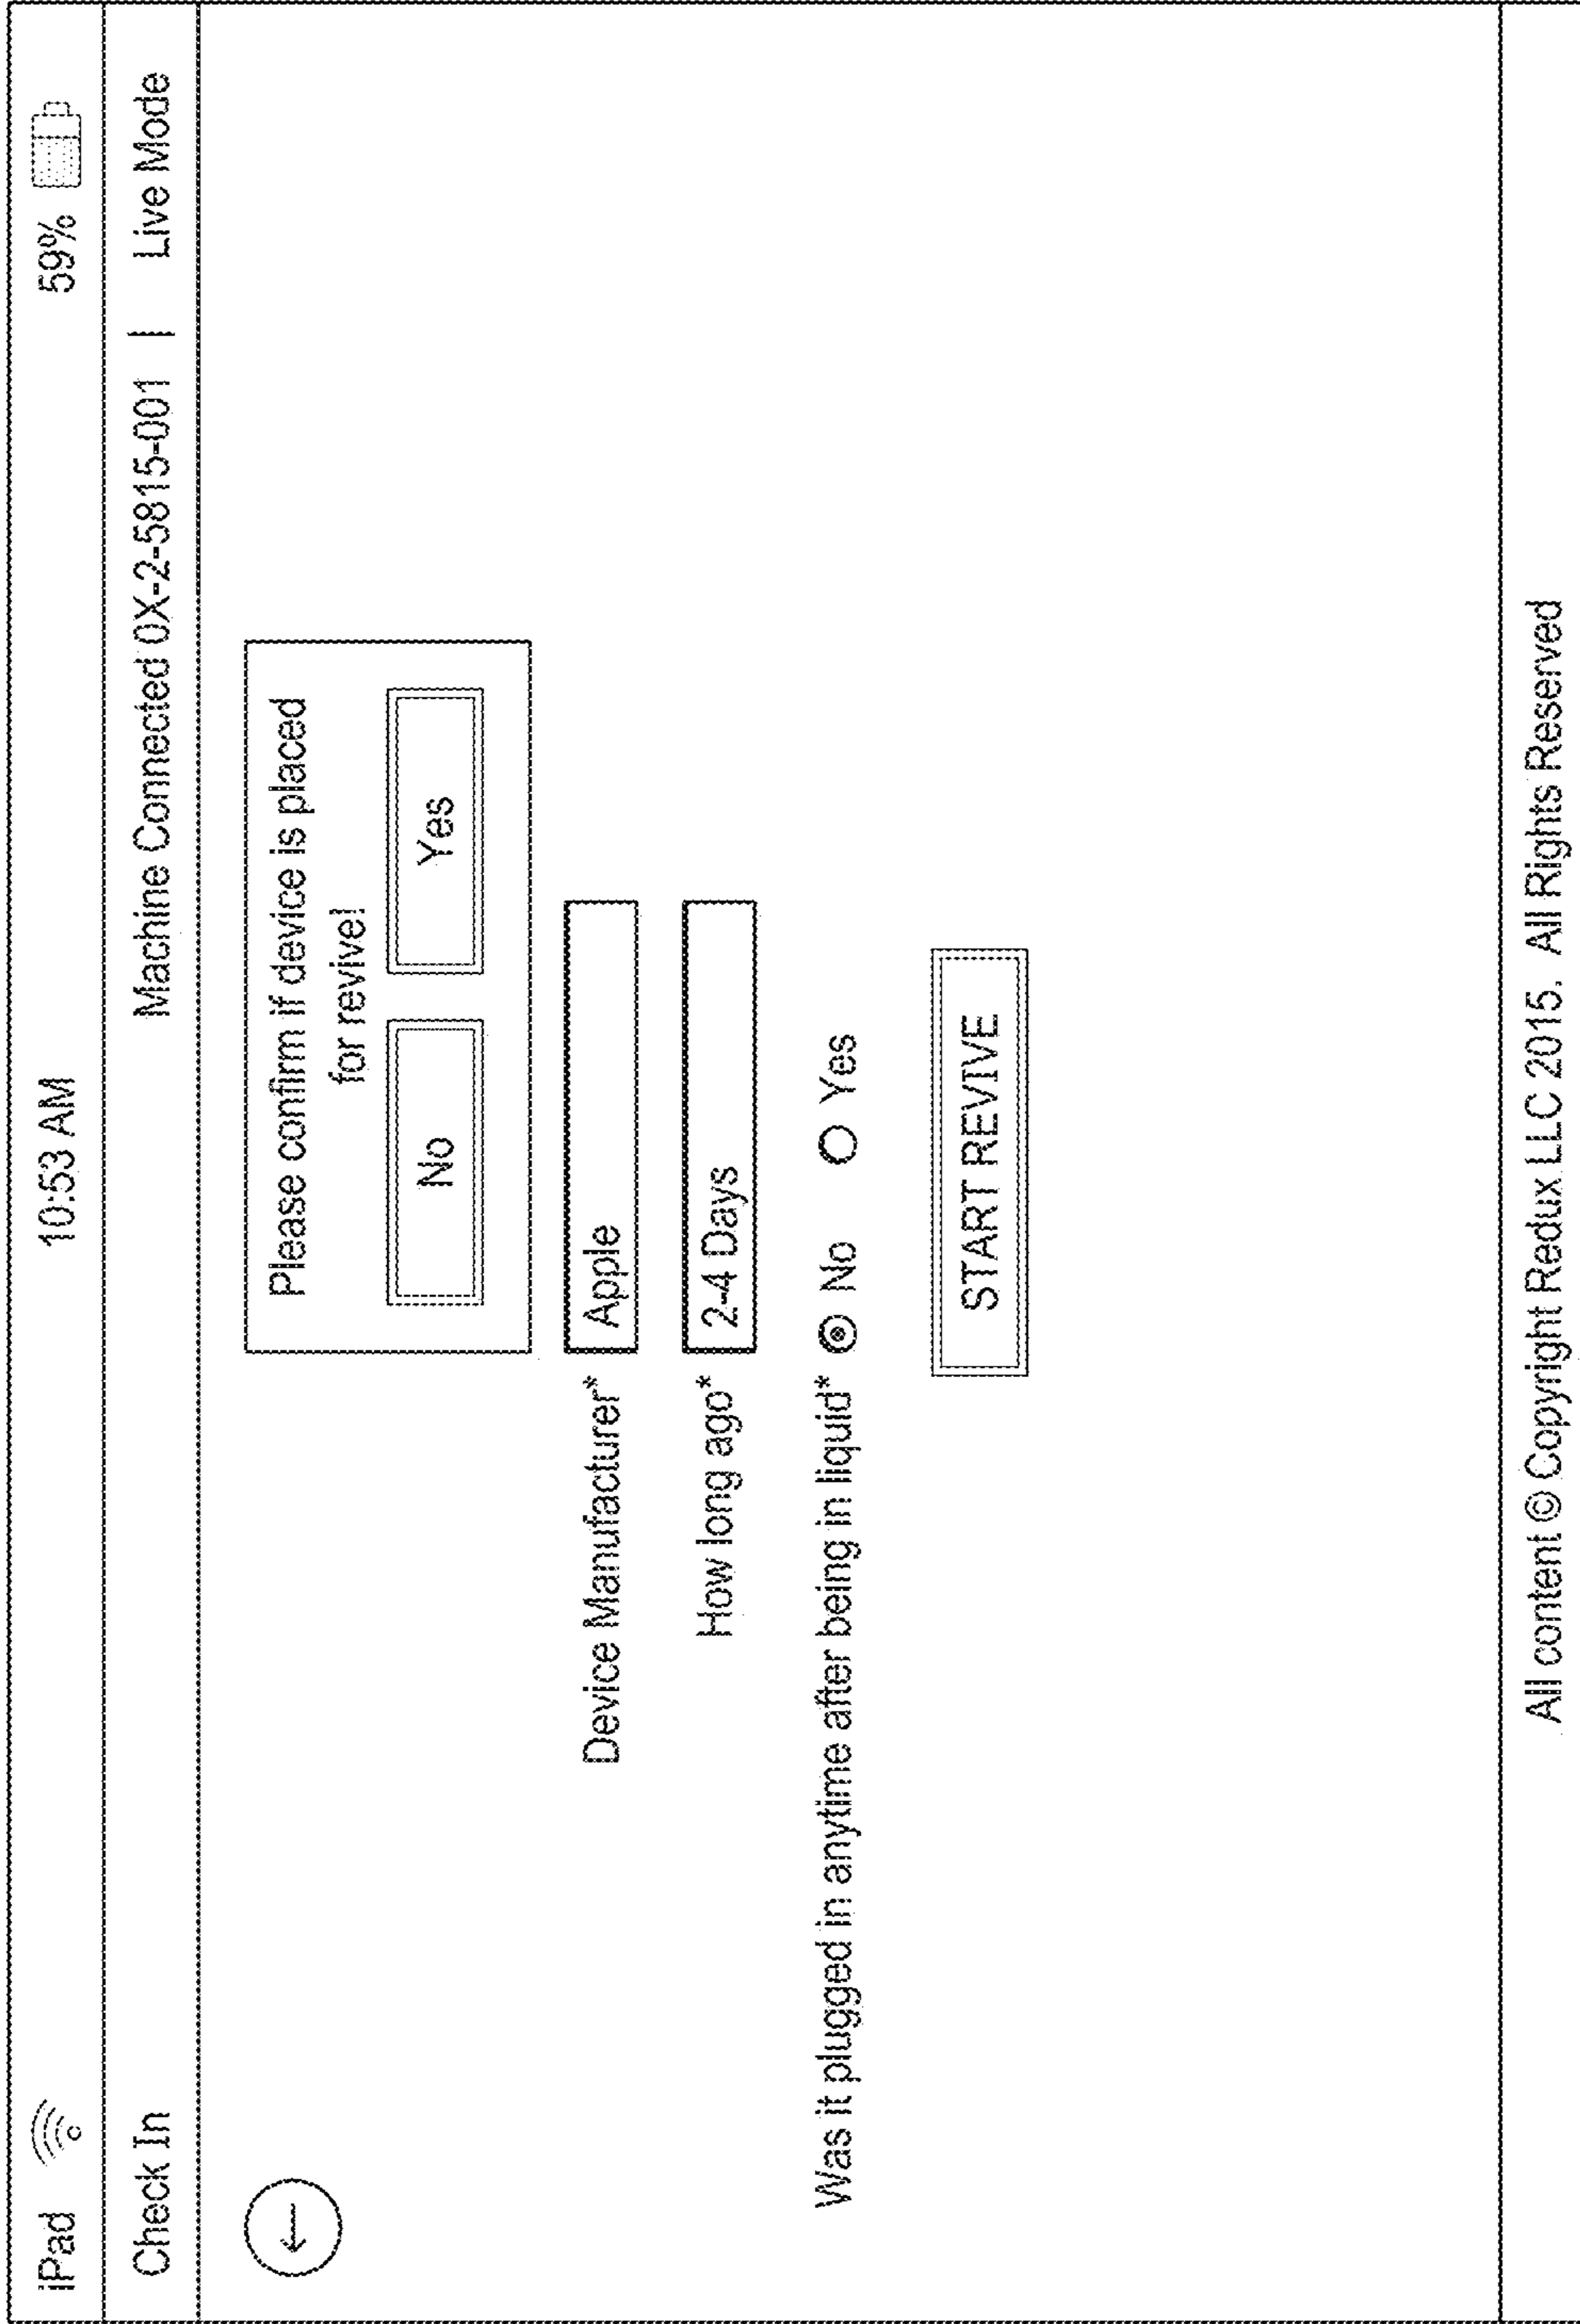 iPad 10:53 AM 59%
Check In Machine Connected 0X-2-5815-001 | Live Mode
Please confirm if device is placed
for revive!
No Yes
Device Manufacturer* Apple
How long ago* 2-4 Days
Was it plugged in anytime after being in liquid* No Yes
START REVIVE
All content © Copyright Redux LLC 2015. All Rights Reserved